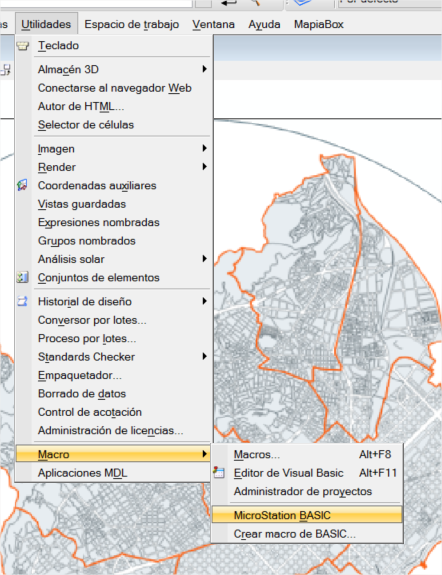 Utilidades Espacio de trabajo Ventana Ayuda MapiaBox
Teclado
Almacén 3D
Conectarse al navegador Web
Autor de HTML...
Selector de células
Imagen
Render
Coordenadas auxiliares
Vistas guardadas
Expresiones nombradas
Grupos nombrados
Análisis solar
Conjuntos de elementos
Historial de diseño
Conversor por lotes...
Proceso por lotes...
Standards Checker
Empaquetador...
Borrado de datos
Control de acotación
Administración de licencias...
Macro
Aplicaciones MDL
Macros... Alt+F8
Editor de Visual Basic Alt+F11
Administrador de proyectos
MicroStation BASIC
Crear macro de BASIC...